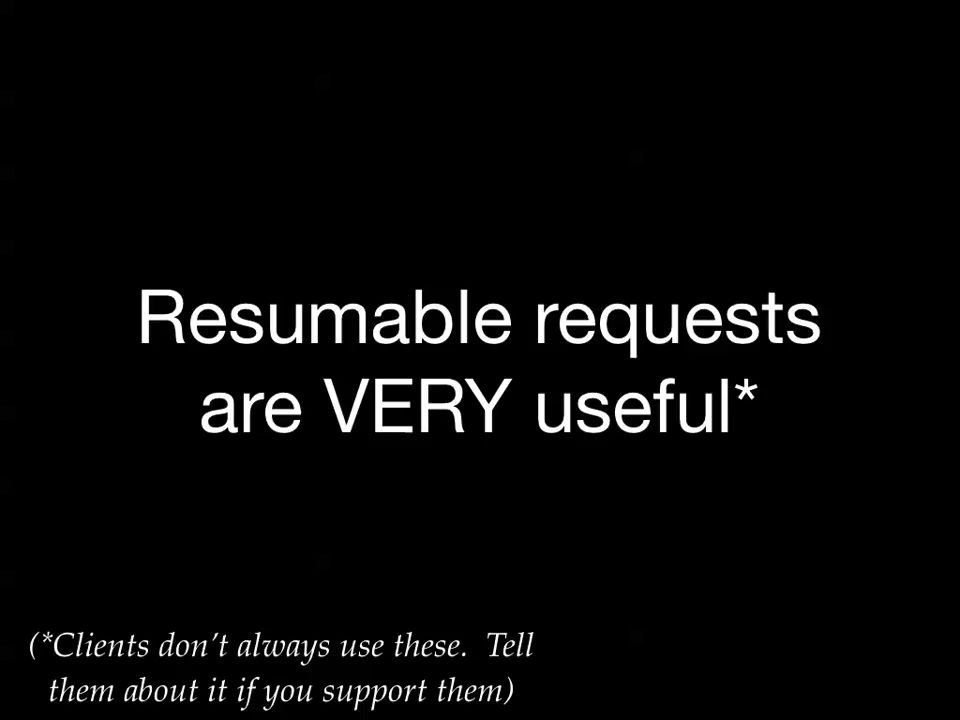 Resumable requests
are VERY useful*
(*Clients don’t always use these.  Tell
them about it if you support them)